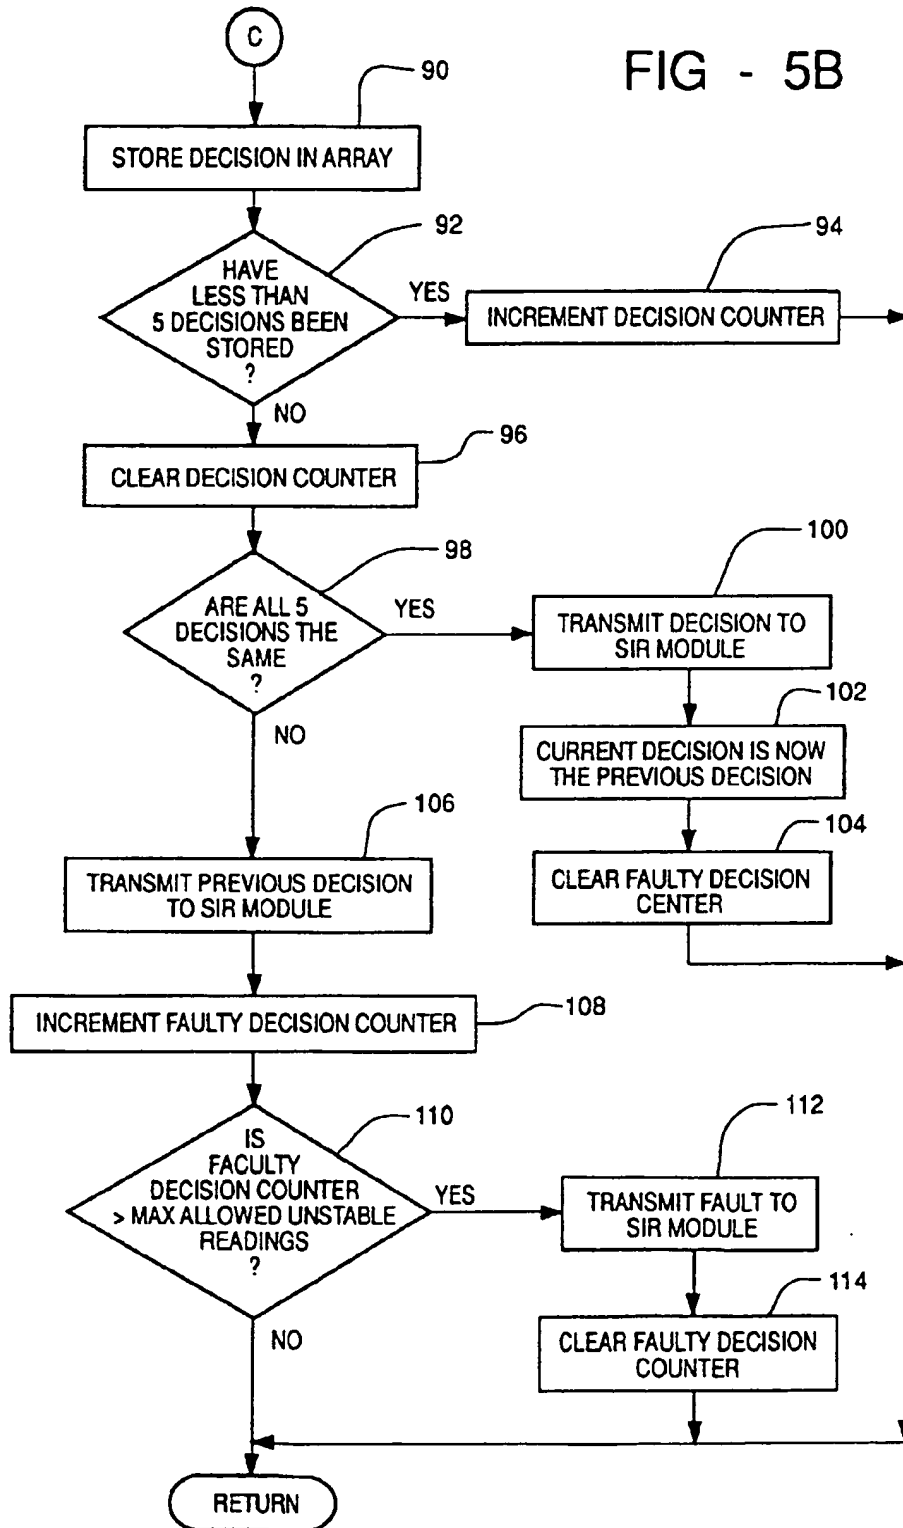 C
FIG - 5B
90
STORE DECISION IN ARRAY
92
HAVE
LESS THAN
5 DECISIONS BEEN
STORED
?
YES
94
INCREMENT DECISION COUNTER
NO
96
CLEAR DECISION COUNTER
98
ARE ALL 5
DECISIONS THE
SAME
?
YES
100
TRANSMIT DECISION TO
SIR MODULE
102
CURRENT DECISION IS NOW
THE PREVIOUS DECISION
104
CLEAR FAULTY DECISION
CENTER
NO
106
TRANSMIT PREVIOUS DECISION
TO SIR MODULE
INCREMENT FAULTY DECISION COUNTER
108
110
IS
FACULTY
DECISION COUNTER
> MAX ALLOWED UNSTABLE
READINGS
?
YES
112
TRANSMIT FAULT TO
SIR MODULE
114
CLEAR FAULTY DECISION
COUNTER
NO
RETURN